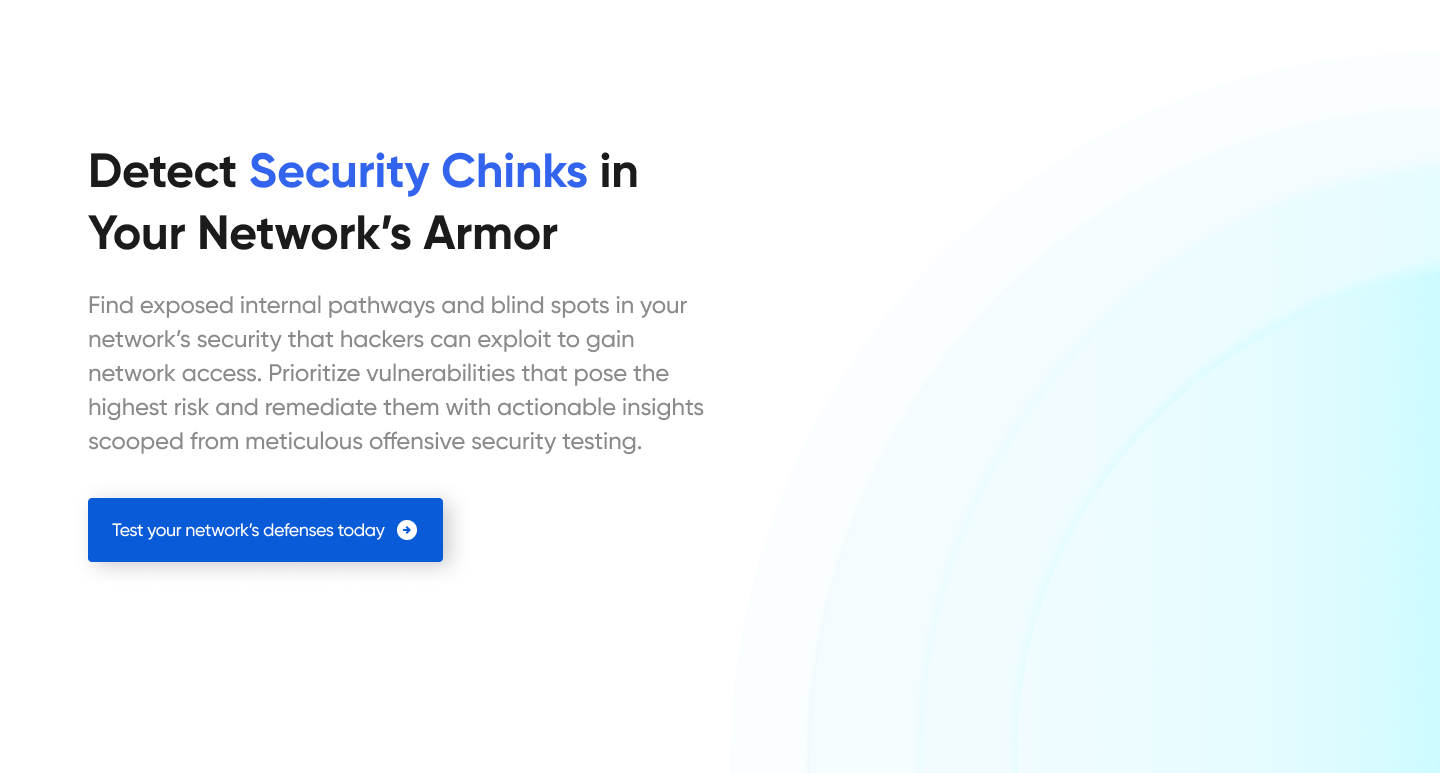 Detect Security Chinks in
Your Network’s Armor
Find exposed internal pathways and blind spots in your
network’s security that hackers can exploit to gain
network access. Prioritize vulnerabilities that pose the
highest risk and remediate them with actionable insights
scooped from meticulous offensive security testing.
Test your network’s defenses today